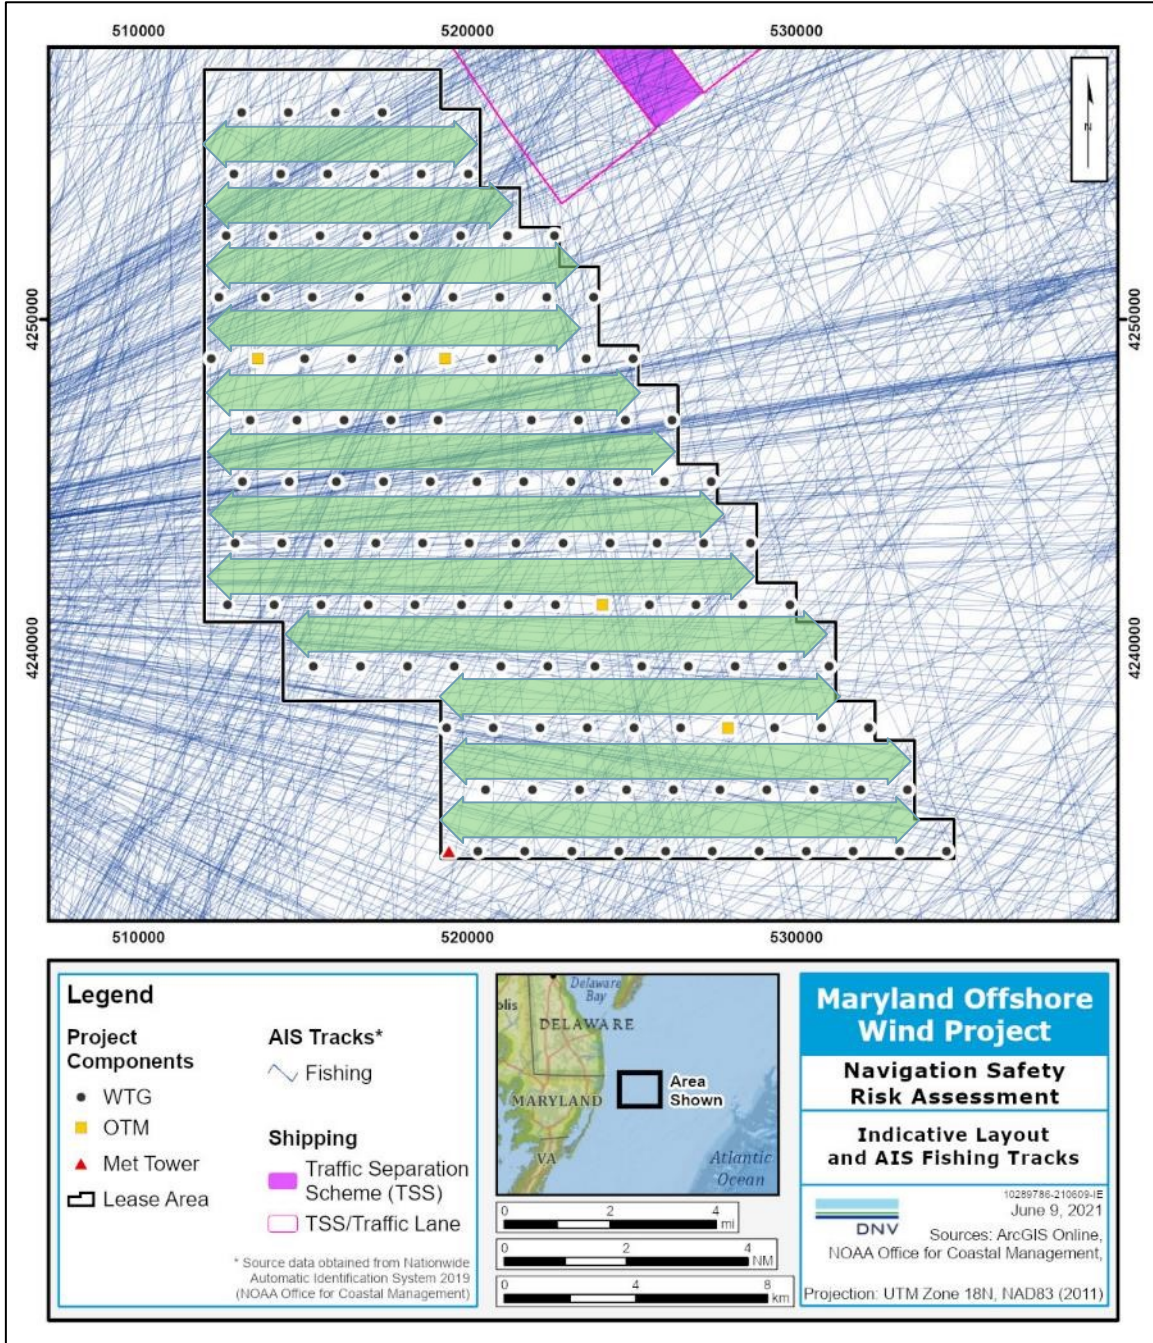 510000 520000 530000
N
4250000 4250000
4240000 4240000
510000 520000 530000
Legend
Project
Components
WTG
OTM
Met Tower
Lease Area
AIS Tracks*
Fishing
Shipping
Traffic Separation
Scheme (TSS)
TSS/Traffic Lane
* Source data obtained from Nationwide
Automatic Identification System 2019
(NOAA Office for Coastal Management)
Delaware
Bay
olis
DELAWARE
MARYLAND
VA
Area
Shown
Atlantic
Ocean
0 2 4
mi
0 2 4
NM
0 4 8
km
Maryland Offshore
Wind Project
Navigation Safety
Risk Assessment
Indicative Layout
and AIS Fishing Tracks
DNV
10289786-210609-IE
June 9, 2021
Sources: ArcGIS Online,
NOAA Office for Coastal Management,
Projection: UTM Zone 18N, NAD83 (2011)